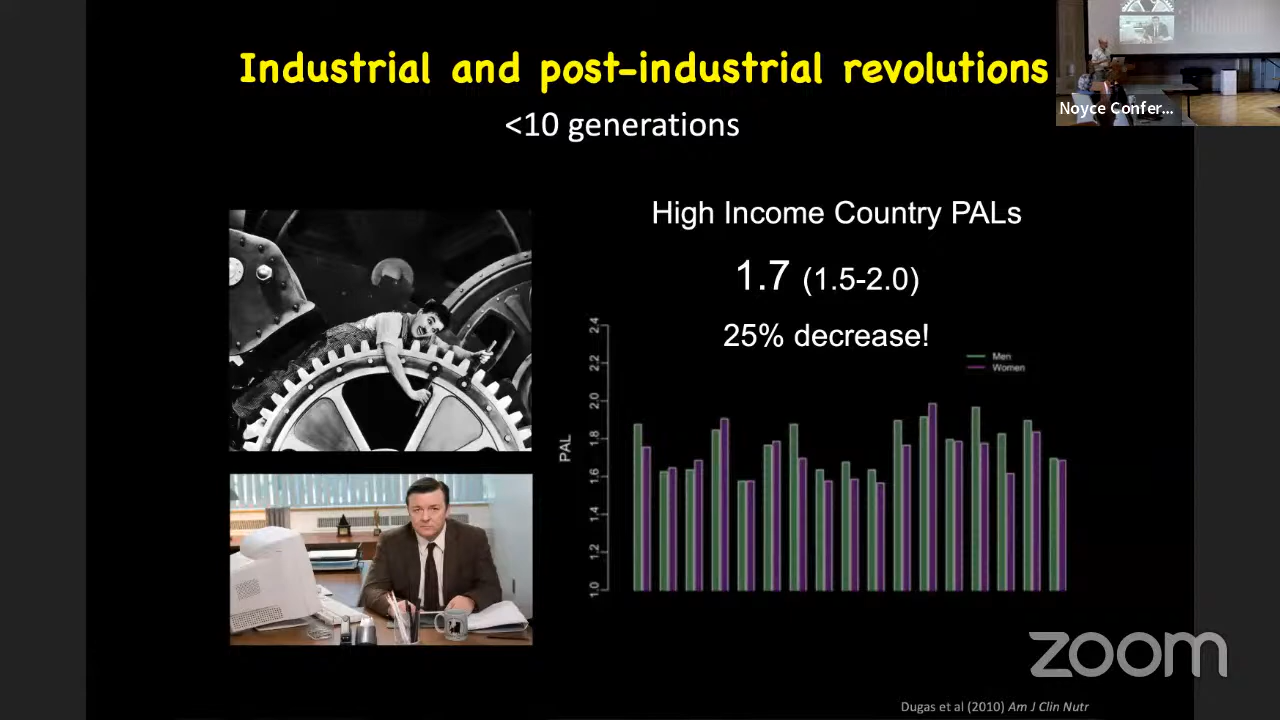 Industrial and post-industrial revolutions
<10 generations
Noyce Confer...
High Income Country PALs
1.7 (1.5-2.0)
25% decrease!
Men
Women
PAL
2.4
2.2
2.0
1.8
1.6
1.4
1.2
1.0
zoom
Dugas et al (2010) Am J Clin Nutr